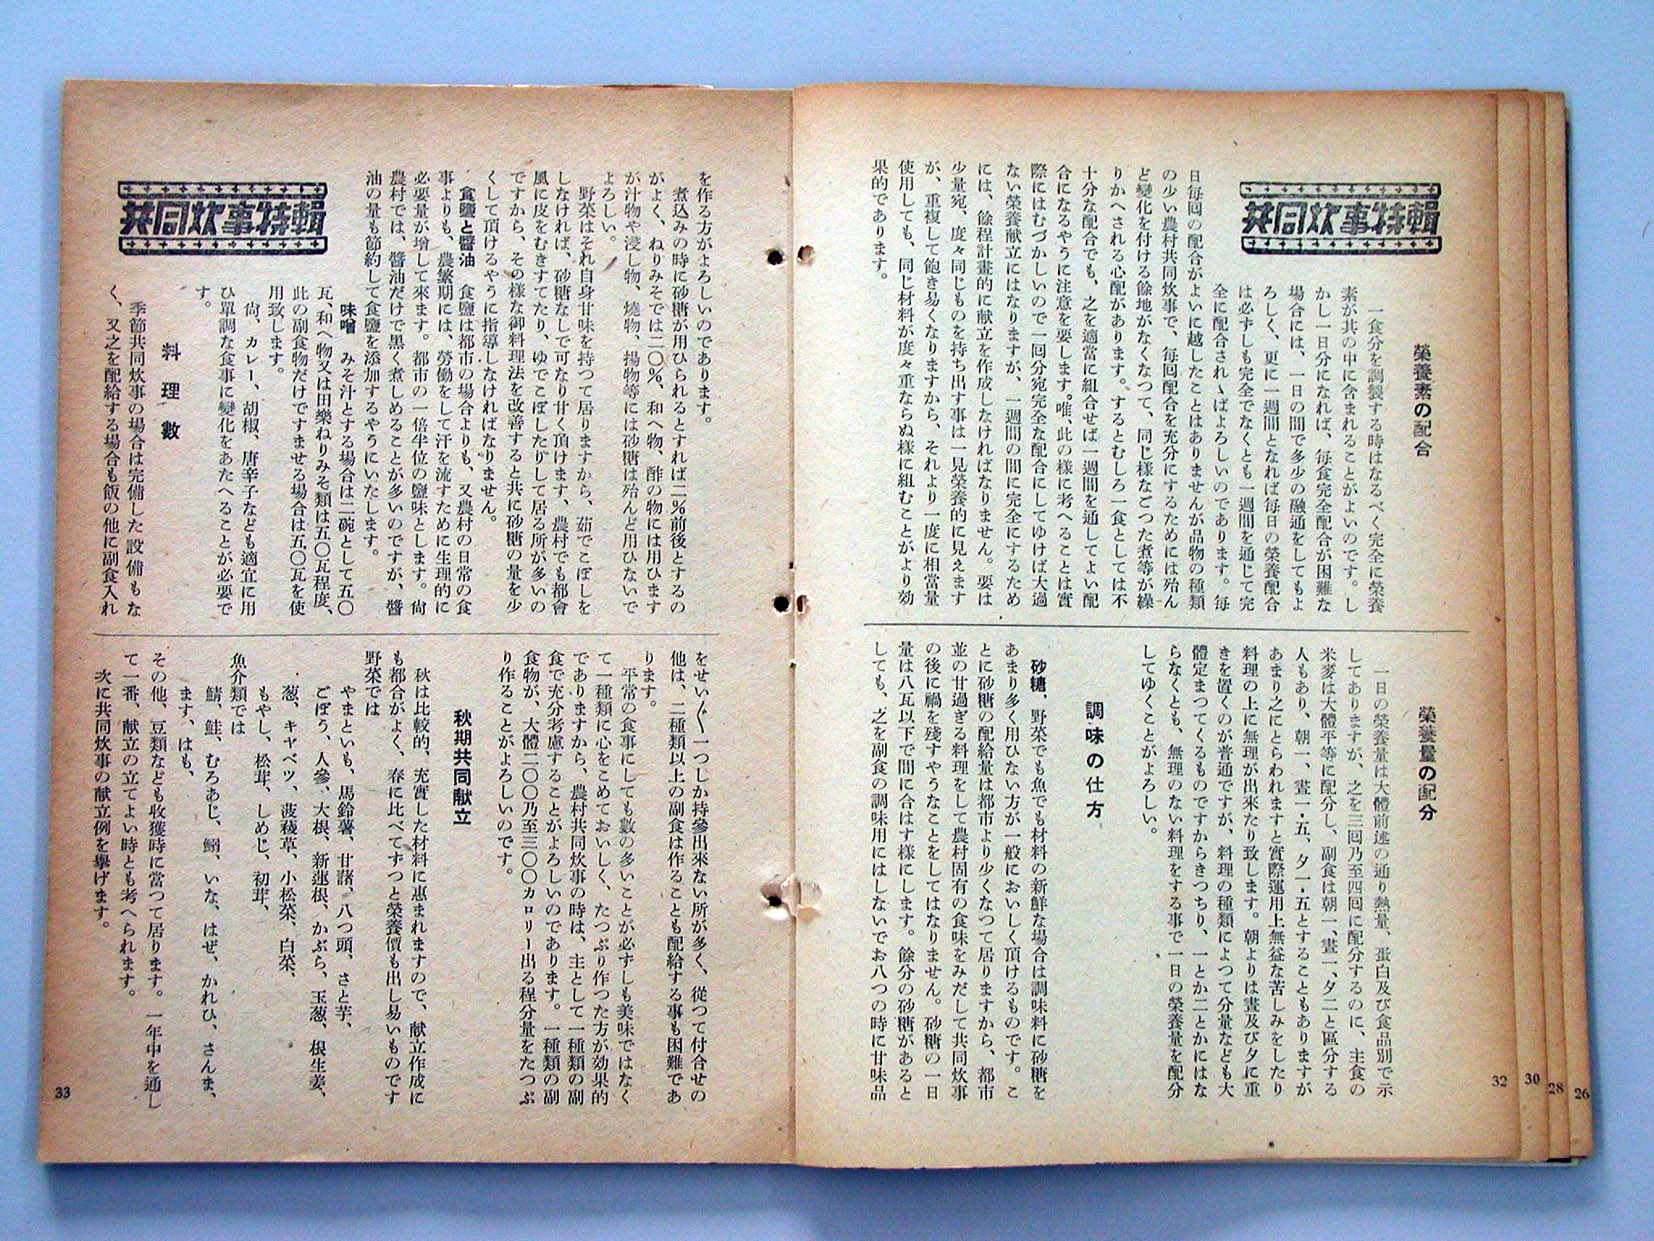 共同炊事特輯
榮養素の配合
一食分を調製する時はなるべく完全に榮養
素が其の中に含まれることがよいのです。し
かし一日分になれば、毎食完全配合が困難な
場合には、一日の間で多少の融通をしてもよ
ろしく、更に一週間となれば毎日の榮養配合
は必ずしも完全でなくとも一週間を通じて完
全に配合されゝばよろしいのであります。毎
日毎囘の配合がよいに越したことはありませんが品物の種類
の少い農村共同炊事で、毎囘配合を充分にするためには殆ん
ど變化を付ける餘地がなくなつて、同じ樣なごつた煮等が繰
りかへされる心配があります。するとむしろ一食としては不
十分な配合でも、之を適當に組合せば一週間を通してよい配
合になるやうに注意を要します。唯、此の樣に考へることは實
際にはむづかしいので一囘分宛完全な配合にしてゆけば大過
ない榮養献立にはなりますが、一週間の間に完全にするため
には、餘程計畫的に献立を作成しなければなりません。要は
少量宛、度々同じものを持ち出す事は一見榮養的に見えます
が、重複して飽き易くなりますから、それより一度に相當量
使用しても、同じ材料が度々重ならぬ樣に組むことがより効
果的であります。
榮養量の配分
一日の榮養量は大體前述の通り熱量、蛋白及び食品別で示
してありますが、之を三囘乃至四囘に配分するのに、主食の
米麥は大體平等に配分し、副食は朝一、晝一、夕二と區分する
人もあり、朝一、晝一・五、夕一・五とすることもありますが
あまり之にとらわれますと實際運用上無益な苦しみをしたり
料理の上に無理が出來たり致します。朝よりは晝及び夕に重
きを置くのが普通ですが、料理の種類によつて分量なども大
體定まつてくるものですからきつちり、一とか二とかにはな
らなくとも、無理のない料理をする事で一日の榮養量を配分
してゆくことがよろしい。
調味の仕方
砂糖、野菜でも魚でも材料の新鮮な場合は調味料に砂糖を
あまり多く用ひない方が一般においしく頂けるものです。こ
とに砂糖の配給量は都市より少くなつて居りますから、都市
並の甘過ぎる料理をして農村固有の食味をみだして共同炊事
の後に禍を殘すやうなことをしてはなりません。砂糖の一日
量は八瓦以下で間に合はす樣にします。餘分の砂糖があると
しても、之を副食の調味用にはしないでお八つの時に甘味品
32
30
28
26
を作る方がよろしいのであります。
煮込みの時に砂糖が用ひられるとすれば二％前後とするの
がよく、ねりみそでは二〇％、和へ物、酢の物には用ひます
が汁物や浸し物、燒物、揚物等には砂糖は殆んど用ひないで
よろしい。
野菜はそれ自身甘味を持つて居りますから、茹でこぼしを
しなければ、砂糖なしで可なり甘く頂けます、農村でも都會
風に皮をむきすてたり、ゆでこぼしたりして居る所が多いの
ですから、その樣な御料理法を改善すると共に砂糖の量を少
くして頂けるやうに指導しなければなりません。
食鹽と醬油　食鹽は都市の場合よりも、又農村の日常の食
事よりも、農繁期には、勞働をして汗を流すために生理的に
必要量が增して來ます。都市の一倍半位の鹽味とします。尙
農村では、醬油だけで黑く煮しめることが多いのですが、醬
油の量も節約して食鹽を添加するやうにいたします。
味噌　みそ汁とする場合は二碗として五〇
瓦、和へ物又は田樂ねりみそ類は五〇瓦程度、
此の副食物だけですませる場合は五〇瓦を使
用致します。
尙、カレー、胡椒、唐辛子なども適宜に用
ひ單調な食事に變化をあたへることが必要で
す。
共同炊事特輯
料理數
季節共同炊事の場合は完備した設備もな
く、又之を配給する場合も飯の他に副食入れ
をせい〴〵一つしか持參出來ない所が多く、從つて付合せの
他は、二種類以上の副食は作ることも配給する事も困難であ
ります。
平常の食事にしても數の多いことが必ずしも美味ではなく
て一種類に心をこめておいしく、たつぷり作つた方が効果的
でありますから、農村共同炊事の時は、主として一種類の副
食で充分考慮することがよろしいのであります。一種類の副
食物が、大體二〇〇乃至三〇〇カロリー出る程分量をたつぷ
り作ることがよろしいのです。
秋期共同献立
秋は比較的、充實した材料に惠まれますので、献立作成に
も都合がよく、春に比べてずつと榮養價も出し易いものです
野菜では
やまといも、馬鈴薯、甘諸、八つ頭、さと芋、
ごぼう、人參、大根、新蓮根、かぶら、玉葱、根生姜、
葱、キャベツ、菠薐草、小松菜、白菜、
もやし、松茸、しめじ、初茸、
魚介類では
鯖、鮭、むろあじ、鰯、いな、はぜ、かれひ、さんま、
ます、はも、
その他、豆類なども收穫時に當つて居ります。一年中を通し
て一番、献立の立てよい時とも考へられます。
次に共同炊事の献立例を擧げます。
33